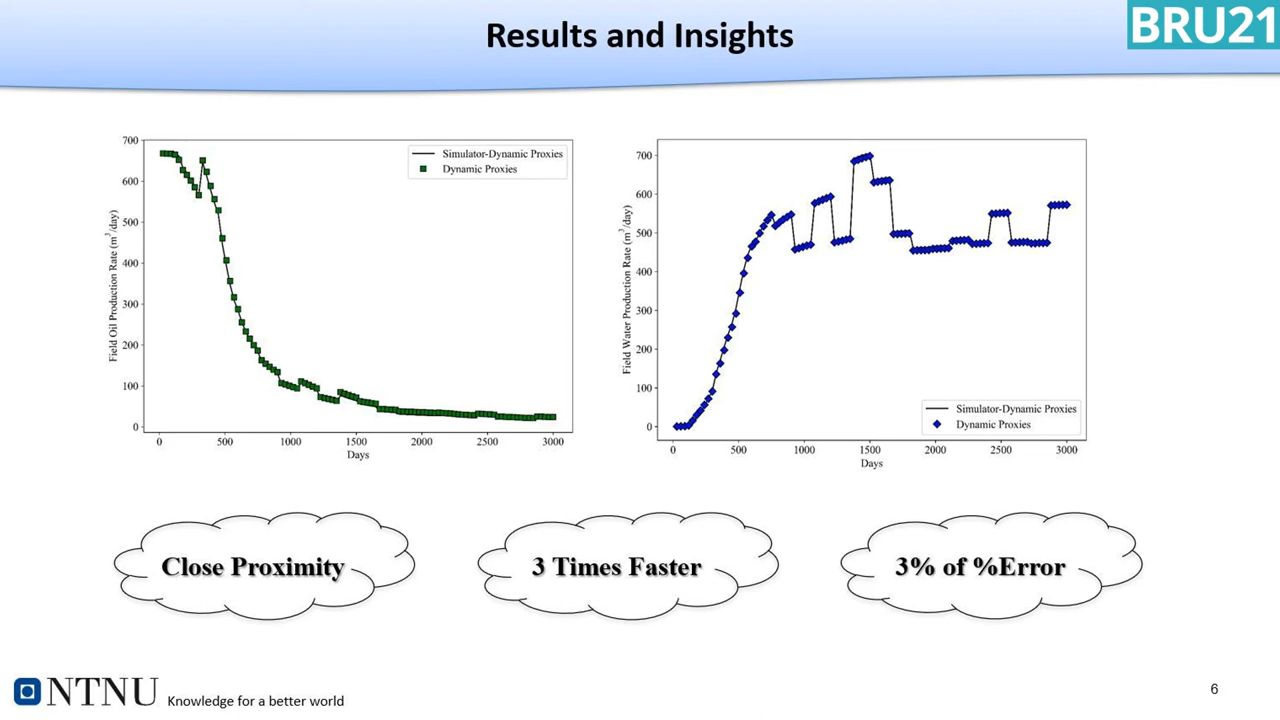 Results and Insights
BRU21
700
600
500
400
300
200
100
0
Field Oil Production Rate (m³/day)
Simulator-Dynamic Proxies
Dynamic Proxies
0 500 1000 1500 2000 2500 3000
Days
700
600
500
400
300
200
100
0
Field Water Production Rate (m³/day)
Simulator-Dynamic Proxies
Dynamic Proxies
0 500 1000 1500 2000 2500 3000
Days
Close Proximity
3 Times Faster
3% of %Error
NTNU Knowledge for a better world
6